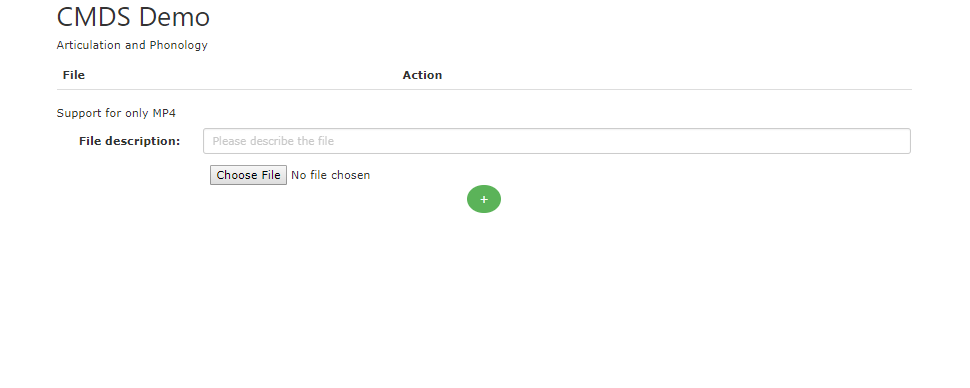 CMDS Demo
Articulation and Phonology
File Action
Support for only MP4
File description: Please describe the file
Choose File No file chosen
+